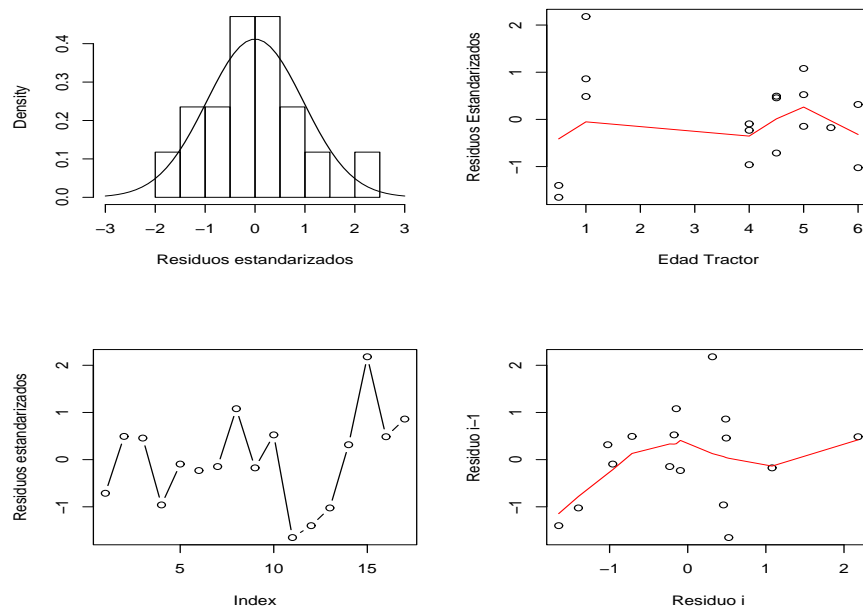 Density
0.0 0.1 0.2 0.3 0.4
−3 −2 −1 0 1 2 3
Residuos estandarizados
Residuos Estandarizados
−1 0 1 2
1 2 3 4 5 6
Edad Tractor
Residuos estandarizados
−1 0 1 2
5 10 15
Index
Residuo i−1
−1 0 1 2
−1 0 1 2
Residuo i